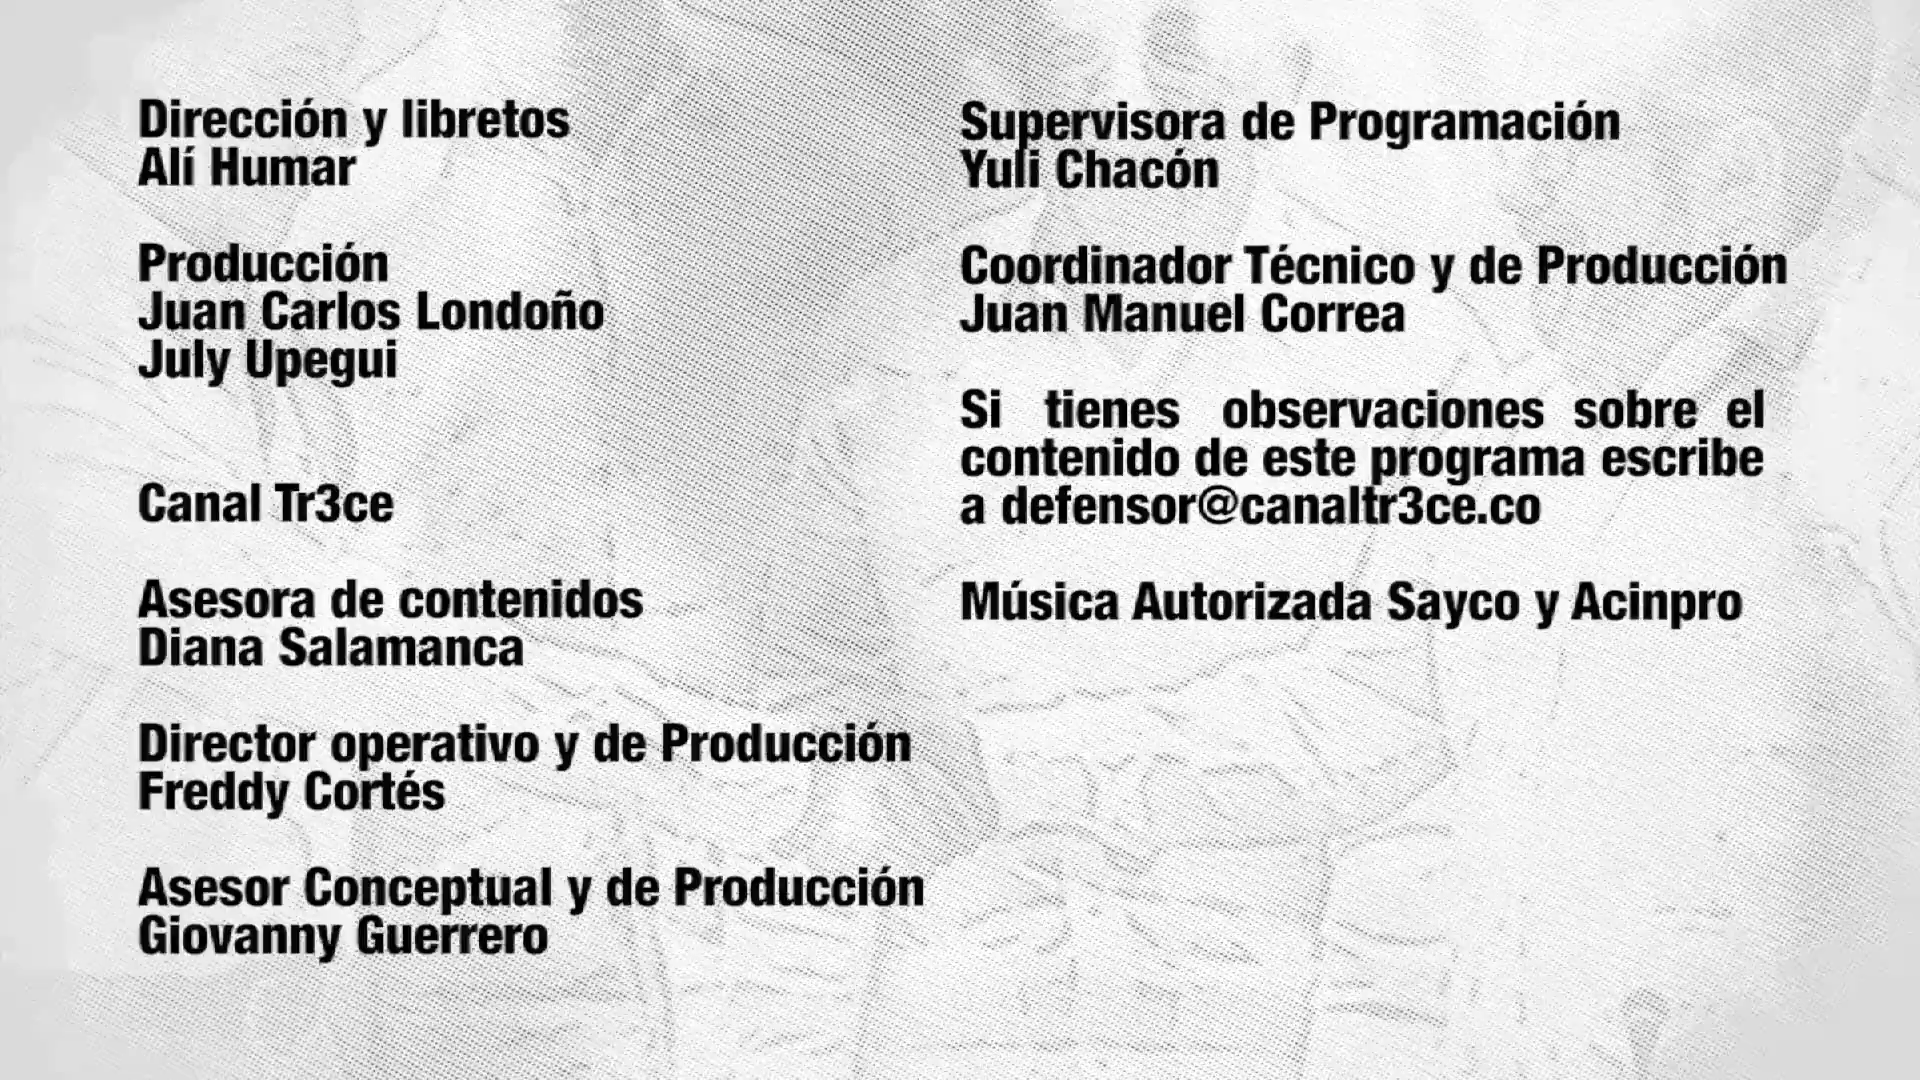 Dirección y libretos
Alí Humar
Producción
Juan Carlos Londoño
July Upegui
Canal Tr3ce
Asesora de contenidos
Diana Salamanca
Director operativo y de Producción
Freddy Cortés
Asesor Conceptual y de Producción
Giovanny Guerrero
Supervisora de Programación
Yuli Chacón
Coordinador Técnico y de Producción
Juan Manuel Correa
Si tienes observaciones sobre el
contenido de este programa escribe
a defensor@canaltr3ce.co
Música Autorizada Sayco y Acinpro